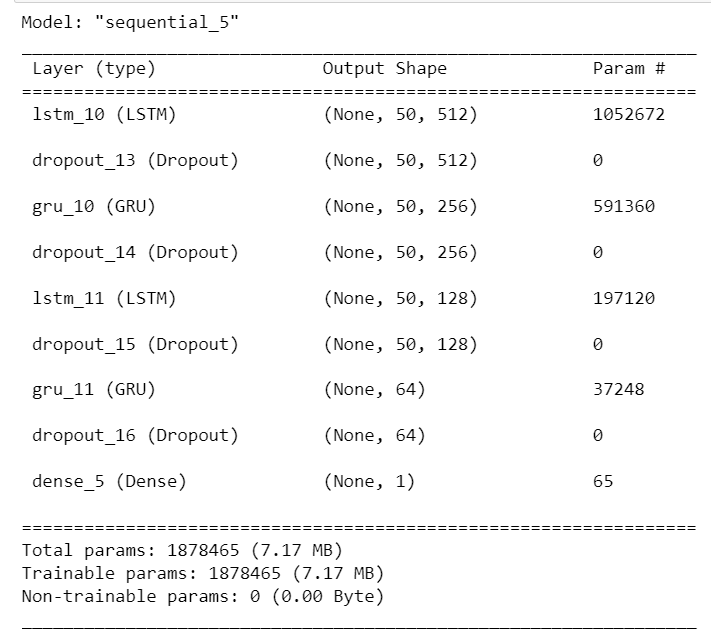 Model: "sequential_5"
Layer (type) Output Shape Param #
lstm_10 (LSTM) (None, 50, 512) 1052672
dropout_13 (Dropout) (None, 50, 512) 0
gru_10 (GRU) (None, 50, 256) 591360
dropout_14 (Dropout) (None, 50, 256) 0
lstm_11 (LSTM) (None, 50, 128) 197120
dropout_15 (Dropout) (None, 50, 128) 0
gru_11 (GRU) (None, 64) 37248
dropout_16 (Dropout) (None, 64) 0
dense_5 (Dense) (None, 1) 65
Total params: 1878465 (7.17 MB)
Trainable params: 1878465 (7.17 MB)
Non-trainable params: 0 (0.00 Byte)